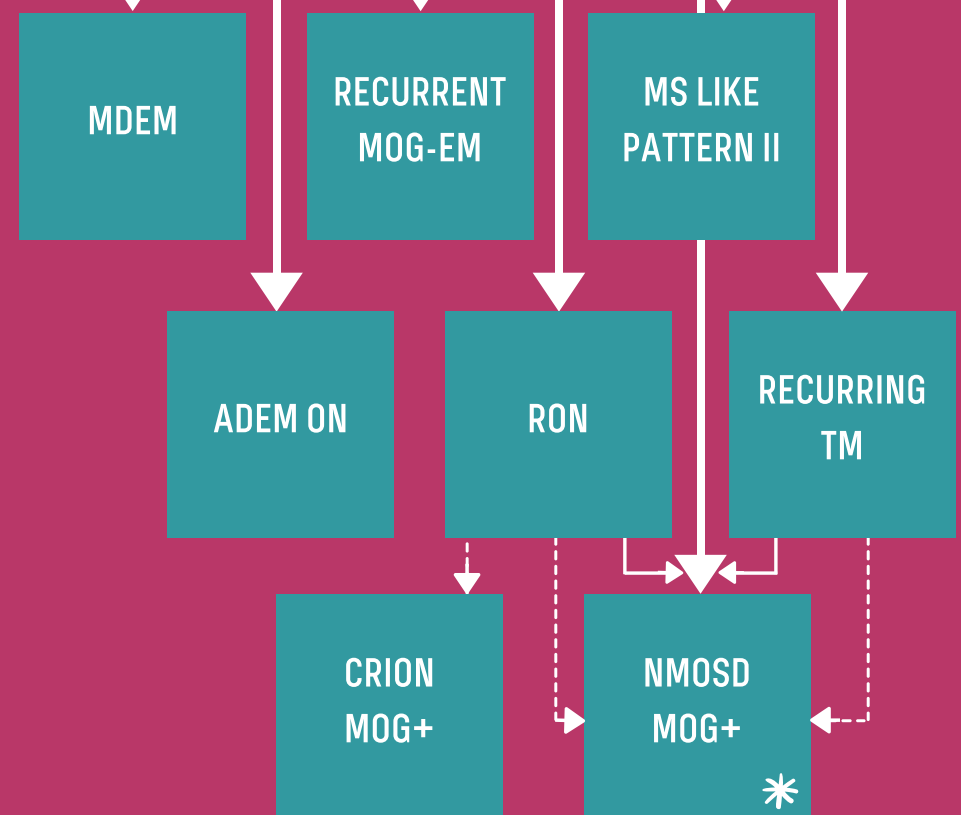 MDEM
RECURRENT
MOG-EM
MS LIKE
PATTERN II
ADEM ON
RON
RECURRING
TM
CRION
MOG+
NMOSD
MOG+